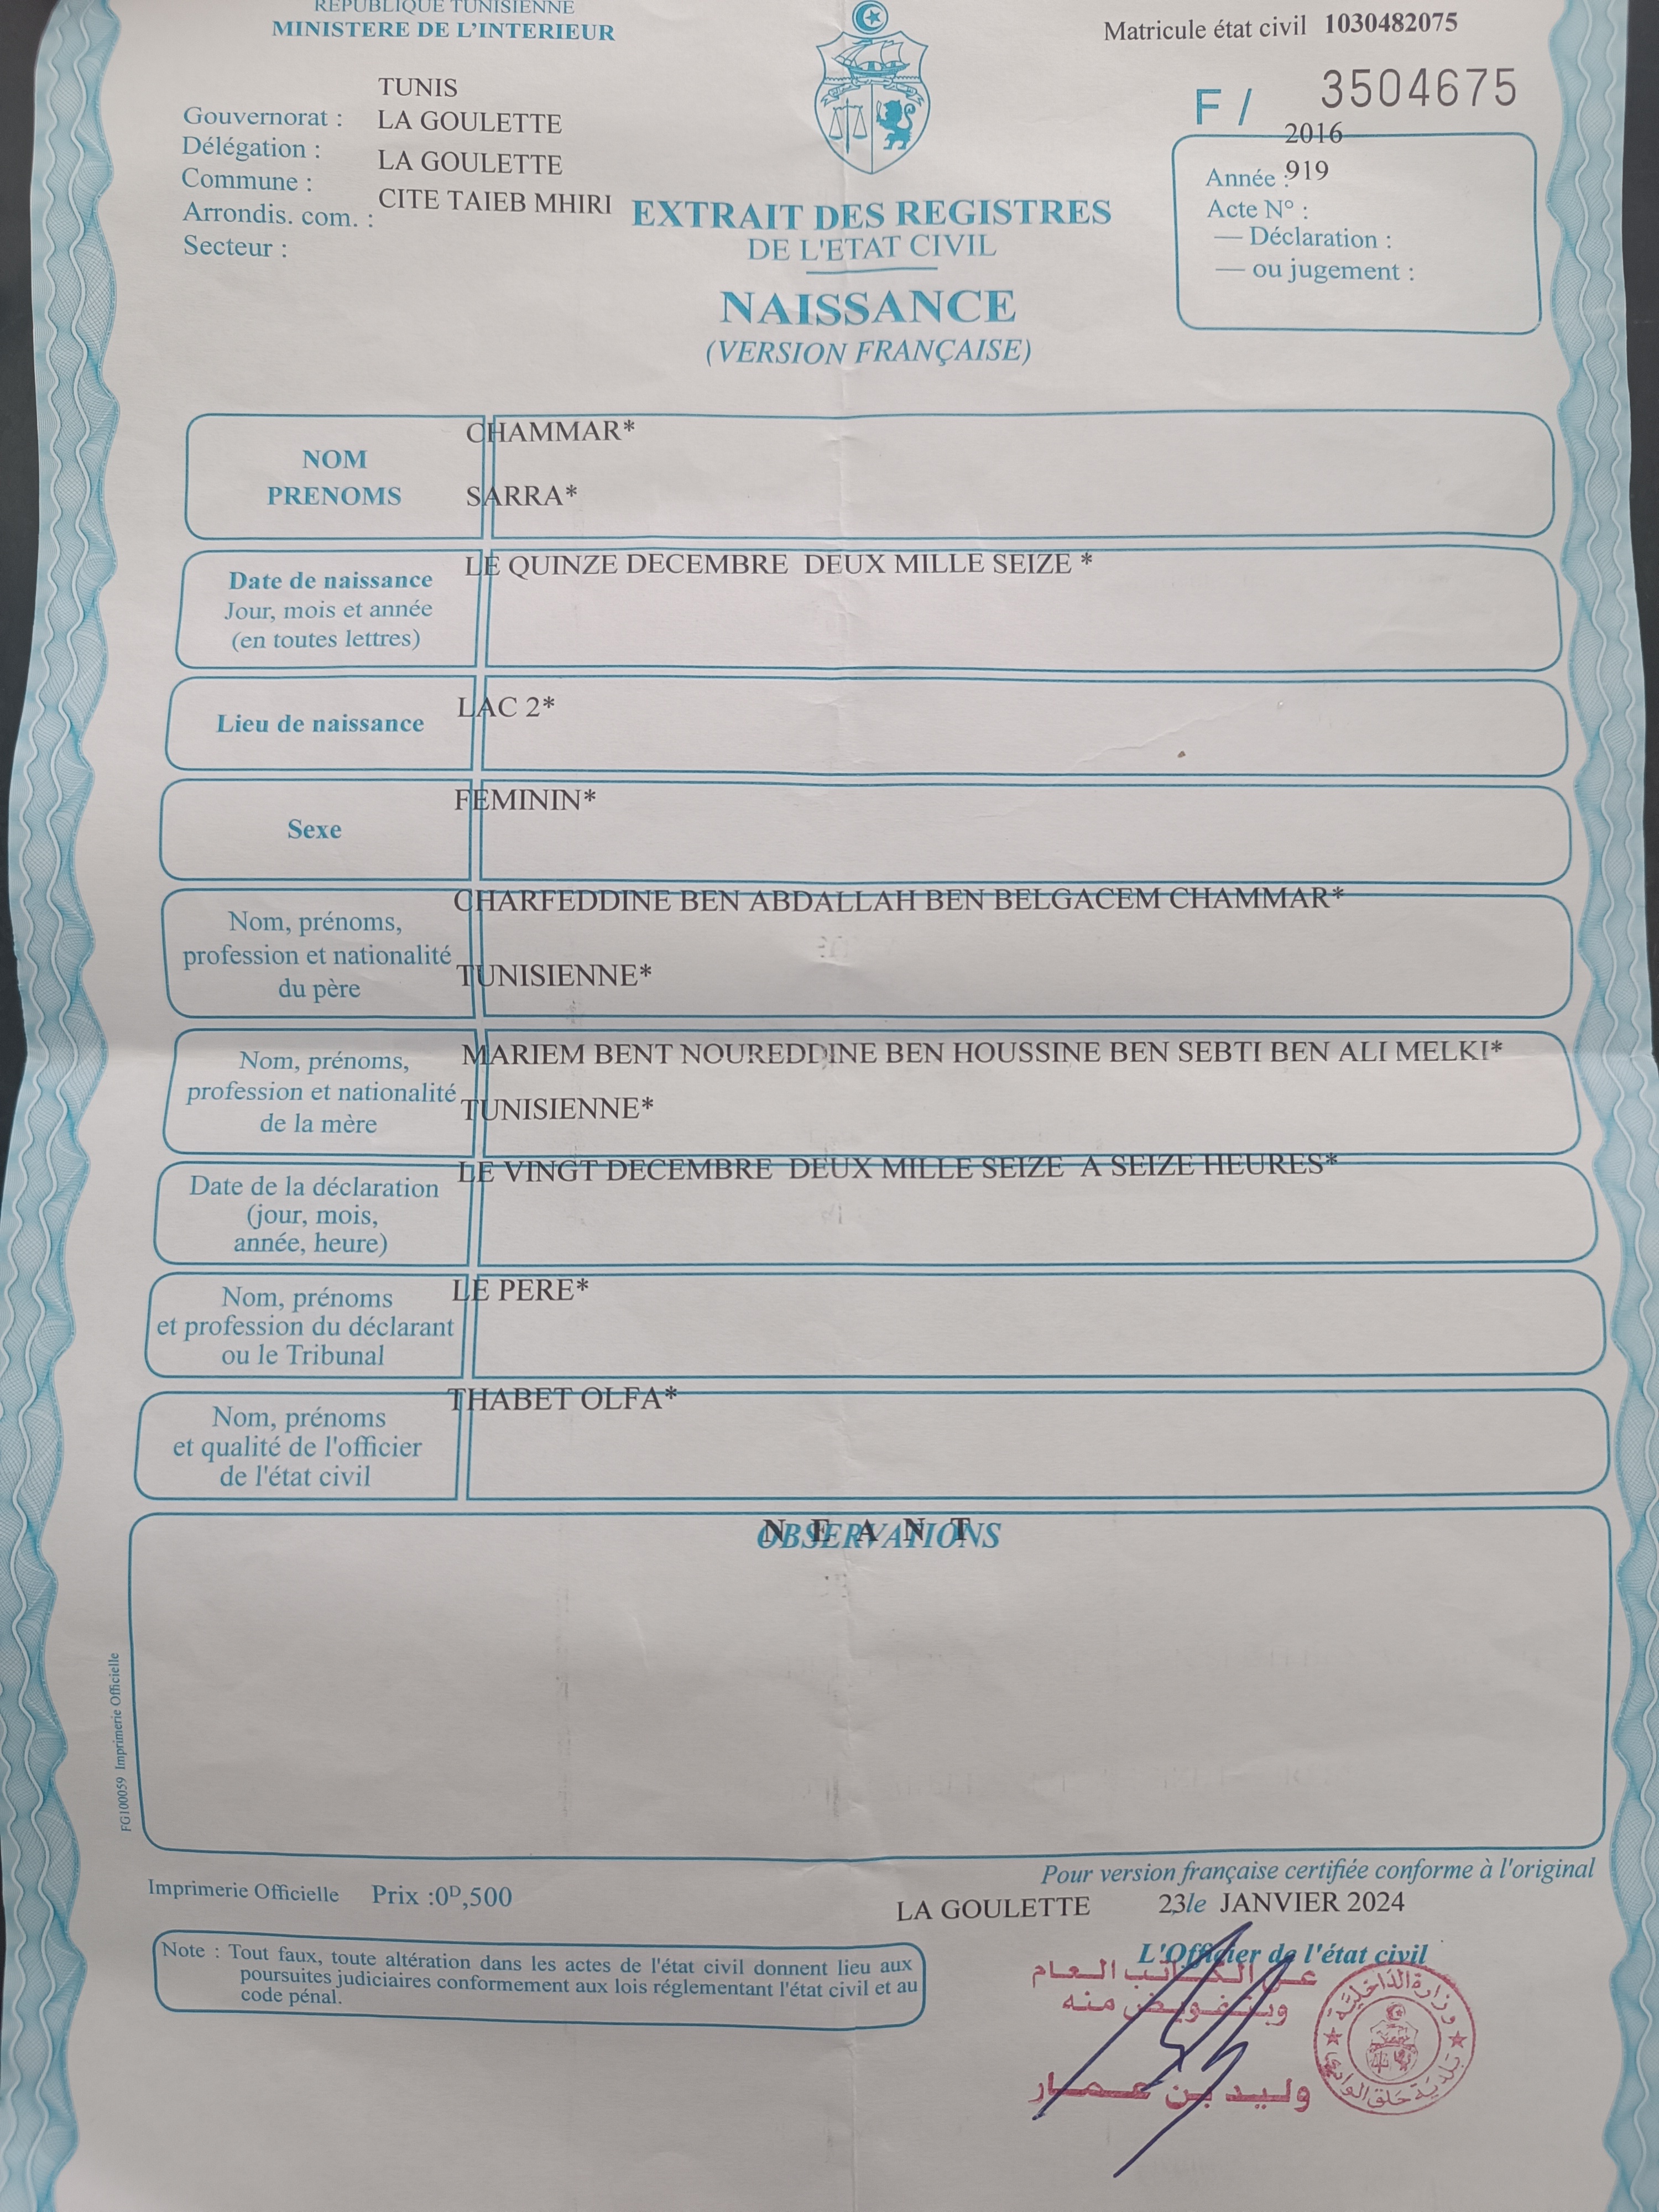 REPUBLIQUE TUNISIENNE
MINISTERE DE L'INTERIEUR
Matricule état civil 1030482075
F / 3504675
TUNIS
Gouvernorat : LA GOULETTE
Délégation : LA GOULETTE
Commune : CITE TAIEB MHIRI
Arrondis. com. :
Secteur :
2016
Année : 919
Acte N° :
— Déclaration :
— ou jugement :
EXTRAIT DES REGISTRES
DE L'ETAT CIVIL
NAISSANCE
(VERSION FRANÇAISE)
NOM
CHAMMAR*
PRENOMS
SARRA*
Date de naissance
Jour, mois et année
(en toutes lettres)
LE QUINZE DECEMBRE DEUX MILLE SEIZE *
Lieu de naissance
LAC 2*
Sexe
FEMININ*
Nom, prénoms,
profession et nationalité
du père
CHARFEDDINE BEN ABDALLAH BEN BELGACEM CHAMMAR*
TUNISIENNE*
Nom, prénoms,
profession et nationalité
de la mère
MARIEM BENT NOUREDDINE BEN HOUSSINE BEN SEBTI BEN ALI MELKI*
TUNISIENNE*
Date de la déclaration
(jour, mois,
année, heure)
LE VINGT DECEMBRE DEUX MILLE SEIZE A SEIZE HEURES*
Nom, prénoms
et profession du déclarant
ou le Tribunal
LE PERE*
Nom, prénoms
et qualité de l'officier
de l'état civil
THABET OLFA*
OBSERVATIONS
N E A N T
FG100059 Imprimerie Officielle
Pour version française certifiée conforme à l'original
Imprimerie Officielle Prix :0ᴰ,500
LA GOULETTE 23 le JANVIER 2024
L'Officier de l'état civil
Note : Tout faux, toute altération dans les actes de l'état civil donnent lieu aux
poursuites judiciaires conformement aux lois réglementant l'état civil et au
code pénal.
عن الكاتب العام
وبتفويض منه
وليد بن عمار
وزارة الداخلية
بلدية حلق الوادي